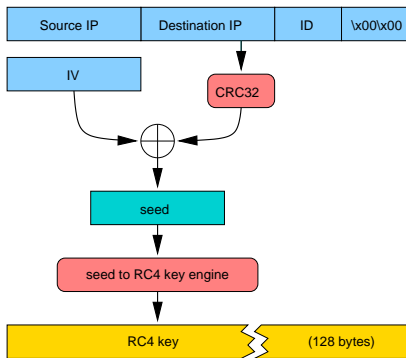 Source IP Destination IP ID \x00\x00
IV
CRC32
seed
seed to RC4 key engine
RC4 key (128 bytes)